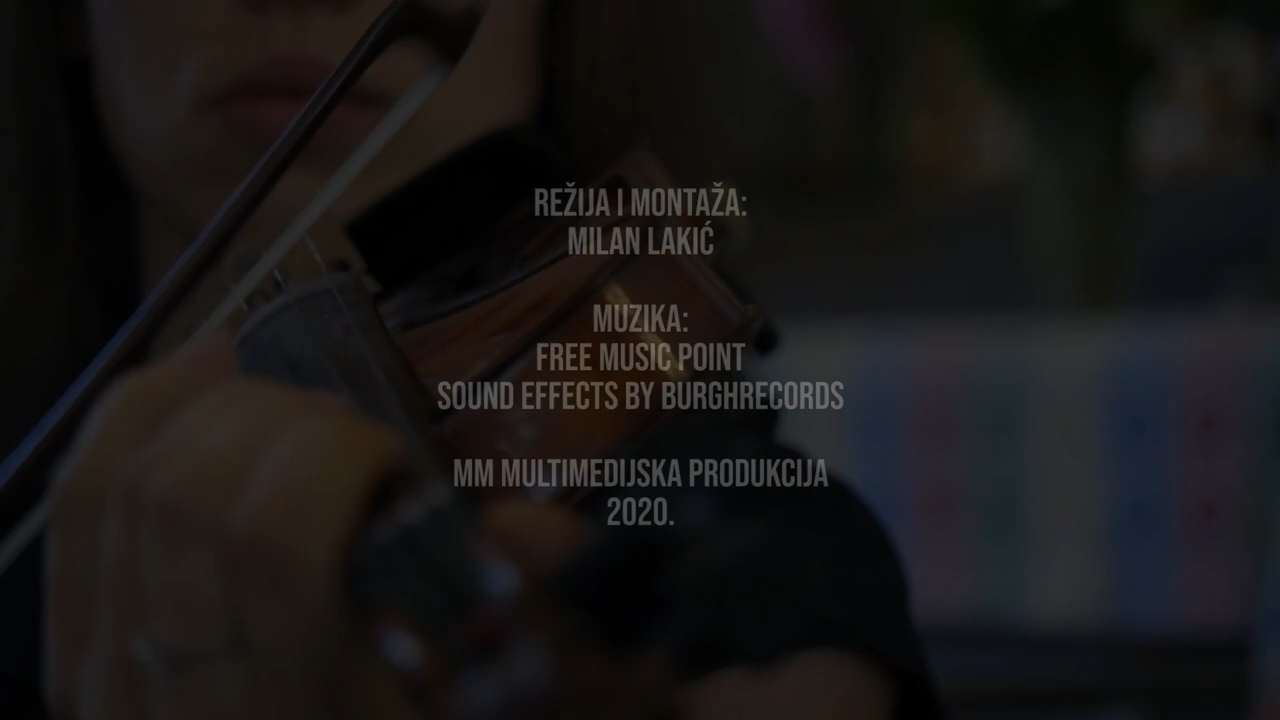 REŽIJA I MONTAŽA:
MILAN LAKIĆ
MUZIKA:
FREE MUSIC POINT
SOUND EFFECTS BY BURGHRECORDS
MM MULTIMEDIJSKA PRODUKCIJA
2020.